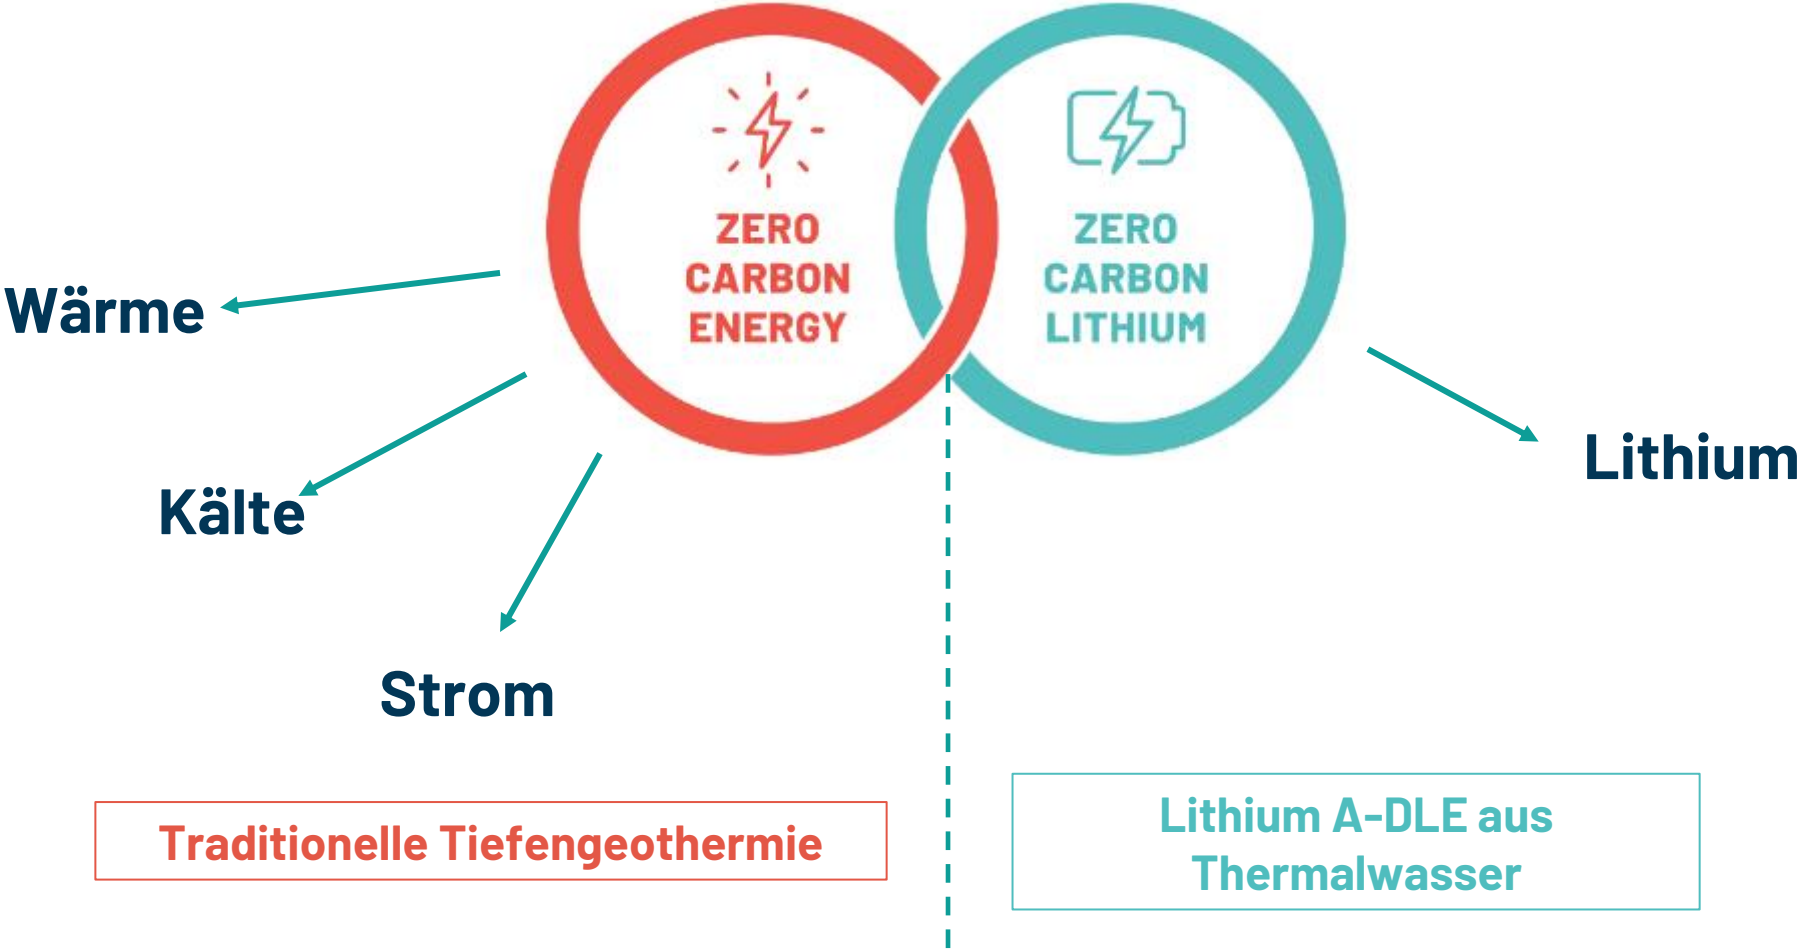 ZERO
CARBON
ENERGY
ZERO
CARBON
LITHIUM
Wärme
Kälte
Strom
Lithium
Traditionelle Tiefengeothermie
Lithium A-DLE aus
Thermalwasser